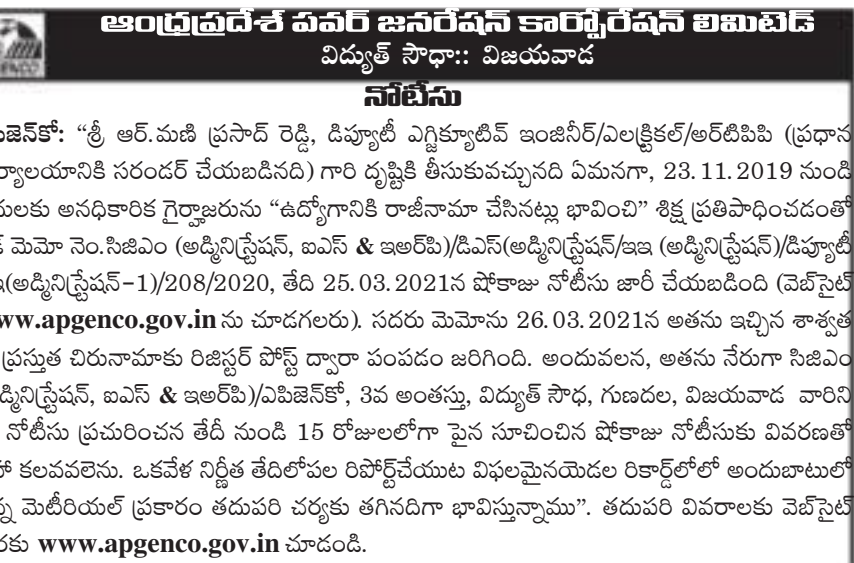 ఆంధ్రప్రదేశ్ పవర్ జనరేషన్ కార్పోరేషన్ లిమిటెడ్
విద్యుత్ సౌధా:: విజయవాడ
నోటీసు
“శ్రీ ఆర్.మణి ప్రసాద్ రెడ్డి, డిప్యూటీ ఎగ్జిక్యూటివ్ ఇంజినీర్/ఎలక్ట్రికల్/ఆర్‌టిపిపి (ప్రధాన
సరండర్ చేయబడినది) గారి దృష్టికి తీసుకువచ్చునది ఏమనగా, 23.11.2019 నుండి
అనధికారిక గైర్హాజరును “ఉద్యోగానికి రాజీనామా చేసినట్లు భావించి” శిక్ష ప్రతిపాధించడంతో
మెమో నెం.సిజిఎం (అడ్మినిస్ట్రేషన్, ఐఎస్ & ఇఆర్‌పి)/డిఎస్(అడ్మినిస్ట్రేషన్/ఇఇ (అడ్మినిస్ట్రేషన్)/డిప్యూటీ
(అడ్మినిస్ట్రేషన్-1)/208/2020, తేది 25.03.2021న షోకాజు నోటీసు జారీ చేయబడింది (వెబ్‌సైట్
www.apgenco.gov.in ను చూడగలరు). సదరు మెమోను 26.03.2021న అతను ఇచ్చిన శాశ్వత
ప్రస్తుత చిరునామాకు రిజిస్టర్ పోస్ట్ ద్వారా పంపడం జరిగింది. అందువలన, అతను నేరుగా సిజిఎం
ఐఎస్ & ఇఆర్‌పి)/ఎపిజెన్‌కో, 3వ అంతస్తు, విద్యుత్ సౌధ, గుణదల, విజయవాడ వారిని
నోటీసు ప్రచురించన తేదీ నుండి 15 రోజులలోగా పైన సూచించిన షోకాజు నోటీసుకు వివరణతో
కలవవలెను. ఒకవేళ నిర్ణీత తేదిలోపల రిపోర్ట్‌చేయుట విఫలమైనయెడల రికార్డ్‌లోలో అందుబాటులో
మెటీరియల్ ప్రకారం తదుపరి చర్యకు తగినదిగా భావిస్తున్నాము”. తదుపరి వివరాలకు వెబ్‌సైట్
www.apgenco.gov.in చూడండి.